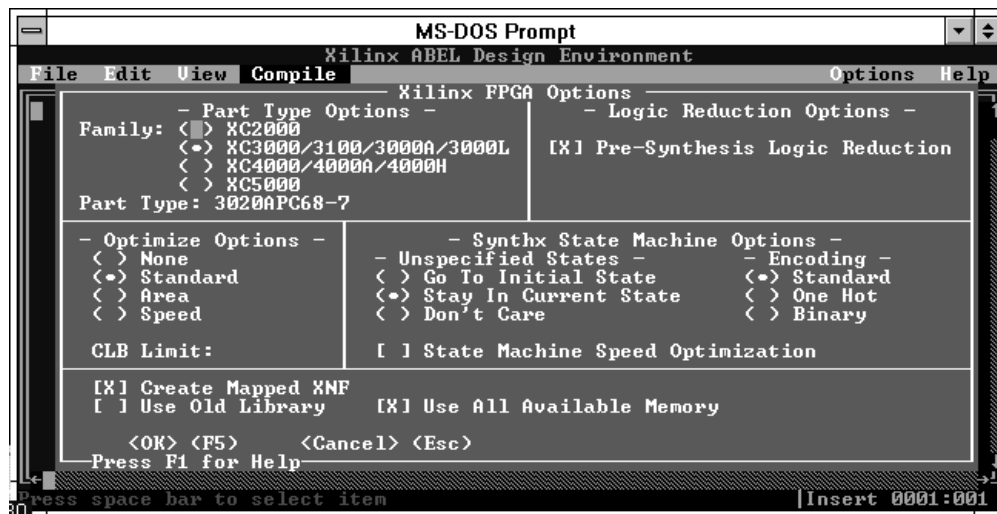 MS-DOS Prompt
Xilinx ABEL Design Environment
File Edit View Compile Options Help
Xilinx FPGA Options
- Part Type Options -
- Logic Reduction Options -
Family: ( ) XC2000
(•) XC3000/3100/3000A/3000L [X] Pre-Synthesis Logic Reduction
( ) XC4000/4000A/4000H
( ) XC5000
Part Type: 3020APC68-7
- Optimize Options -
( ) None
(•) Standard
( ) Area
( ) Speed
CLB Limit:
- Synthx State Machine Options -
- Unspecified States - - Encoding -
( ) Go To Initial State (•) Standard
(•) Stay In Current State ( ) One Hot
( ) Don't Care ( ) Binary
[ ] State Machine Speed Optimization
[X] Create Mapped XNF
[ ] Use Old Library [X] Use All Available Memory
<OK> (F5) <Cancel> (Esc)
Press F1 for Help
Press space bar to select item |Insert 0001:001